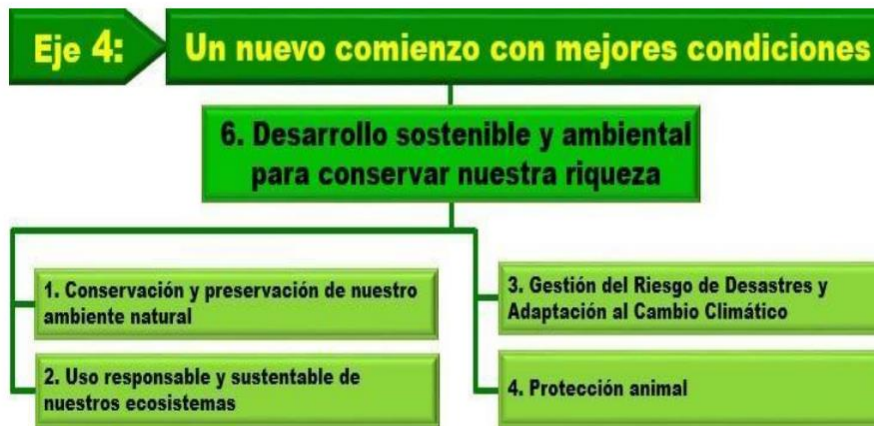 Eje 4:
Un nuevo comienzo con mejores condiciones
6. Desarrollo sostenible y ambiental
para conservar nuestra riqueza
1. Conservación y preservación de nuestro
ambiente natural
2. Uso responsable y sustentable de
nuestros ecosistemas
3. Gestión del Riesgo de Desastres y
Adaptación al Cambio Climático
4. Protección animal